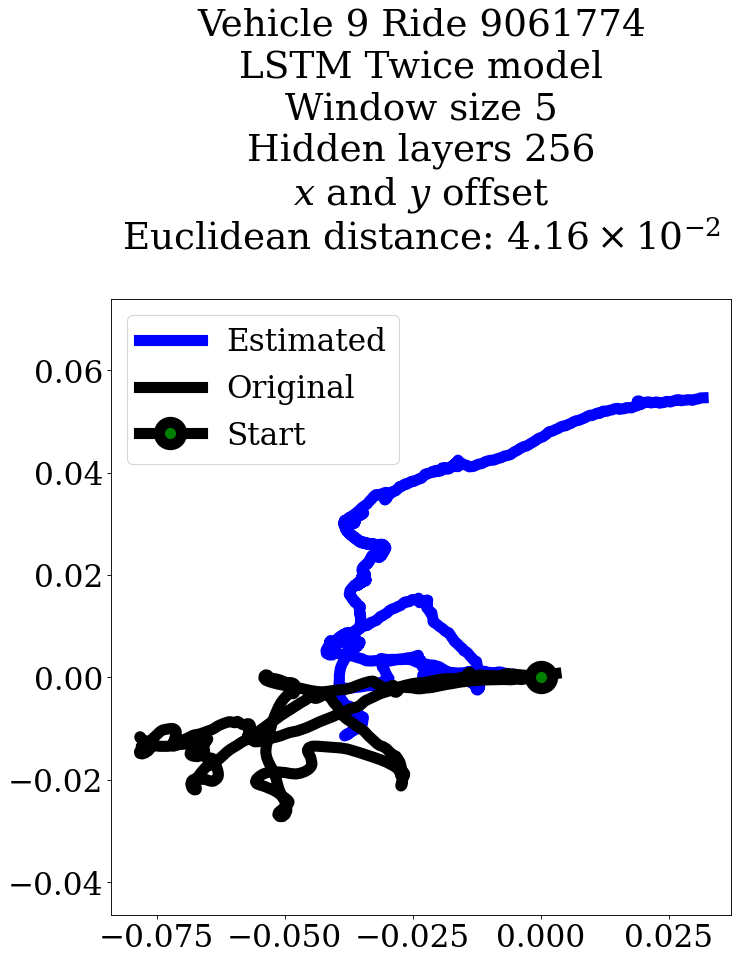 Vehicle 9 Ride 9061774
LSTM Twice model
Window size 5
Hidden layers 256
x and y offset
Euclidean distance: 4.16 × 10⁻²
Estimated
Original
Start
0.06
0.04
0.02
0.00
−0.02
−0.04
−0.075 −0.050 −0.025 0.000 0.025